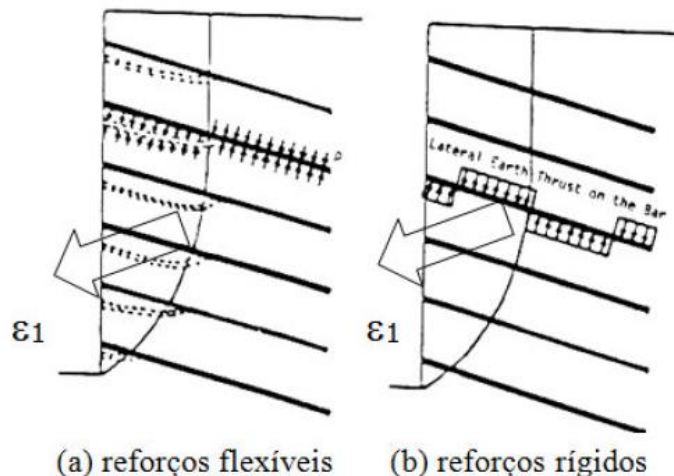 Lateral Earth Thrust on the Bar
p
ε1
ε1
(a) reforços flexíveis
(b) reforços rígidos